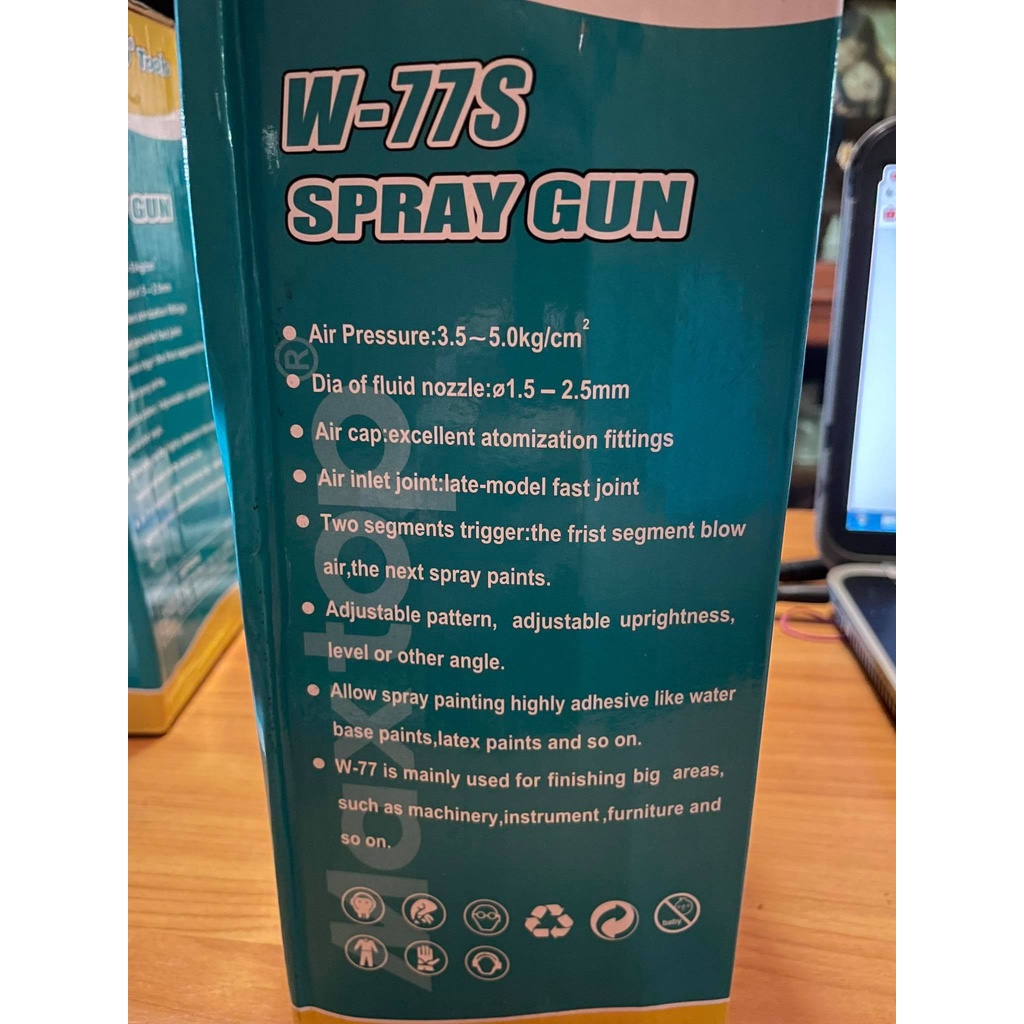 W-77S
SPRAY GUN
Air Pressure:3.5~5.0kg/cm²
Dia of fluid nozzle:ø1.5 – 2.5mm
Air cap:excellent atomization fittings
Air inlet joint:late-model fast joint
Two segments trigger:the frist segment blow
air,the next spray paints.
Adjustable pattern, adjustable uprightness,
level or other angle.
Allow spray painting highly adhesive like water
base paints,latex paints and so on.
W-77 is mainly used for finishing big areas,
such as machinery,instrument,furniture and
so on.
Maxtop®
baby
Tools
GUN